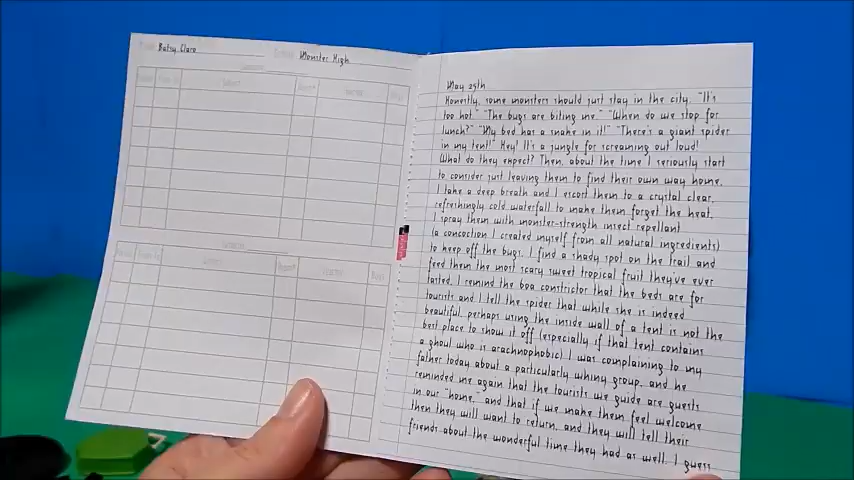 Batsy Claro
Monster High
May 25th
Honestly, some monsters should just stay in the city. "It's
too hot." "The bugs are biting me." "When do we stop for
lunch?" "My bed has a snake in it!" "There's a giant spider
in my tent!" Hey! It's a jungle for screaming out loud!
What do they expect? Then, about the time I seriously start
to consider just leaving them to find their own way home,
I take a deep breath and I escort them to a crystal clear,
refreshingly cold waterfall to make them forget the heat.
I spray them with monster-strength insect repellant
(a concoction I created myself from all natural ingredients)
to keep off the bugs. I find a shady spot on the trail and
feed them the most scary sweet tropical fruit they've ever
tasted. I remind the boa constrictor that the beds are for
tourists and I tell the spider that while she is indeed
beautiful, perhaps using the inside wall of a tent is not the
best place to show it off (especially if that tent contains
a ghoul who is arachnophobic). I was complaining to my
father today about a particularly whiny group, and he
reminded me again that the tourists we guide are guests
in our "home," and that if we make them feel welcome
then they will want to return, and they will tell their
friends about the wonderful time they had as well. I guess